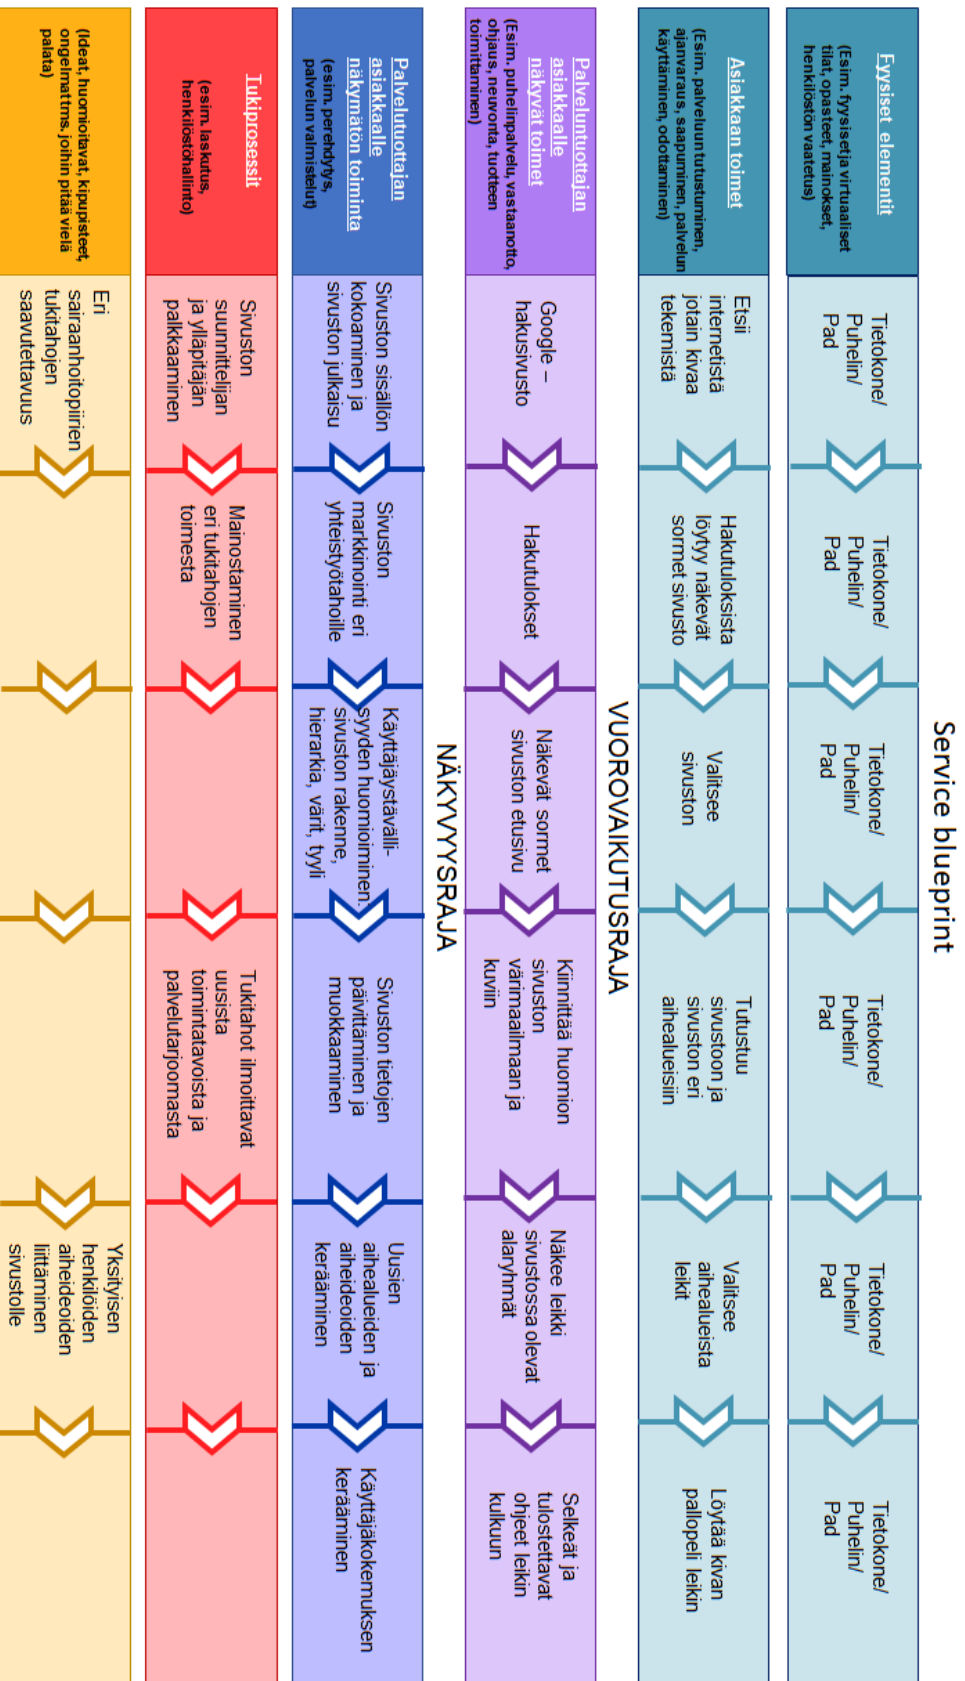 Service blueprint
Fyysiset elementit
(Esim. fyysiset ja virtuaaliset
tilat, opasteet, mainokset,
henkilöstön vaatetus)
Tietokone/
Puhelin/
Pad
Tietokone/
Puhelin/
Pad
Tietokone/
Puhelin/
Pad
Tietokone/
Puhelin/
Pad
Tietokone/
Puhelin/
Pad
Tietokone/
Puhelin/
Pad
Asiakkaan toimet
(Esim. palveluun tutustuminen,
ajanvaraus, saapuminen, palvelun
käyttäminen, odottaminen)
Etsii
internetistä
jotain kivaa
tekemistä
Hakutuloksista
löytyy näkevät
sormet sivusto
Valitsee
sivuston
Tutustuu
sivustoon ja
sivuston eri
aihealueisiin
Valitsee
aihealueista
leikit
Löytää kivan
pallopeli leikin
VUOROVAIKUTUSRAJA
Palveluntuottajan
asiakkaalle
näkyvät toimet
(Esim. puhelinpalvelu, vastaanotto,
ohjaus, neuvonta, tuotteen
toimittaminen)
Google –
hakusivusto
Hakutulokset
Näkevät sormet
sivuston etusivu
Kiinnittää huomion
sivuston
värimaailmaan ja
kuviin
Näkee leikki
sivustossa olevat
alaryhmät
Selkeät ja
tulostettavat
ohjeet leikin
kulkuun
NÄKYVYYSRAJA
Palvelutuottajan
asiakkaalle
näkymätön toiminta
(esim. perehdytys,
palvelun valmistelut)
Sivuston sisällön
kokoaminen ja
sivuston julkaisu
Sivuston
markkinointi eri
yhteistyötahoille
Käyttäjäystävälli-
syyden huomioiminen:
sivuston rakenne,
hierarkia, värit, tyyli
Sivuston tietojen
päivittäminen ja
muokkaaminen
Uusien
aihealueiden ja
aiheideoiden
kerääminen
Käyttäjäkokemuksen
kerääminen
Tukiprosessit
(esim. laskutus,
henkilöstöhallinto)
Sivuston
suunnittelijan
ja ylläpitäjän
palkkaaminen
Mainostaminen
eri tukitahojen
toimesta
Tukitahot ilmoittavat
uusista
toimintatavoista ja
palvelutarjoomasta
(Ideat, huomioitavat, kipupisteet,
ongelmat tms. joihin pitää vielä
palata)
Eri
sairaanhoitopiirien
tukitahojen
saavutettavuus
Yksityisen
henkilöiden
aiheideoiden
liittäminen
sivustolle